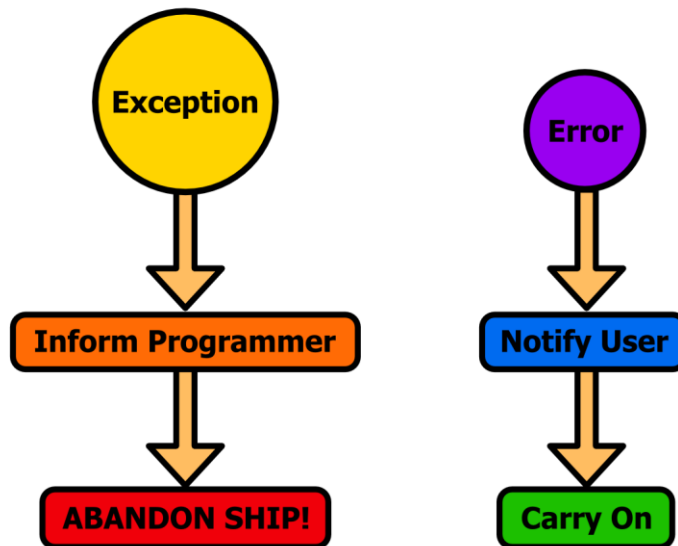 Exception
Error
Inform Programmer
Notify User
ABANDON SHIP!
Carry On